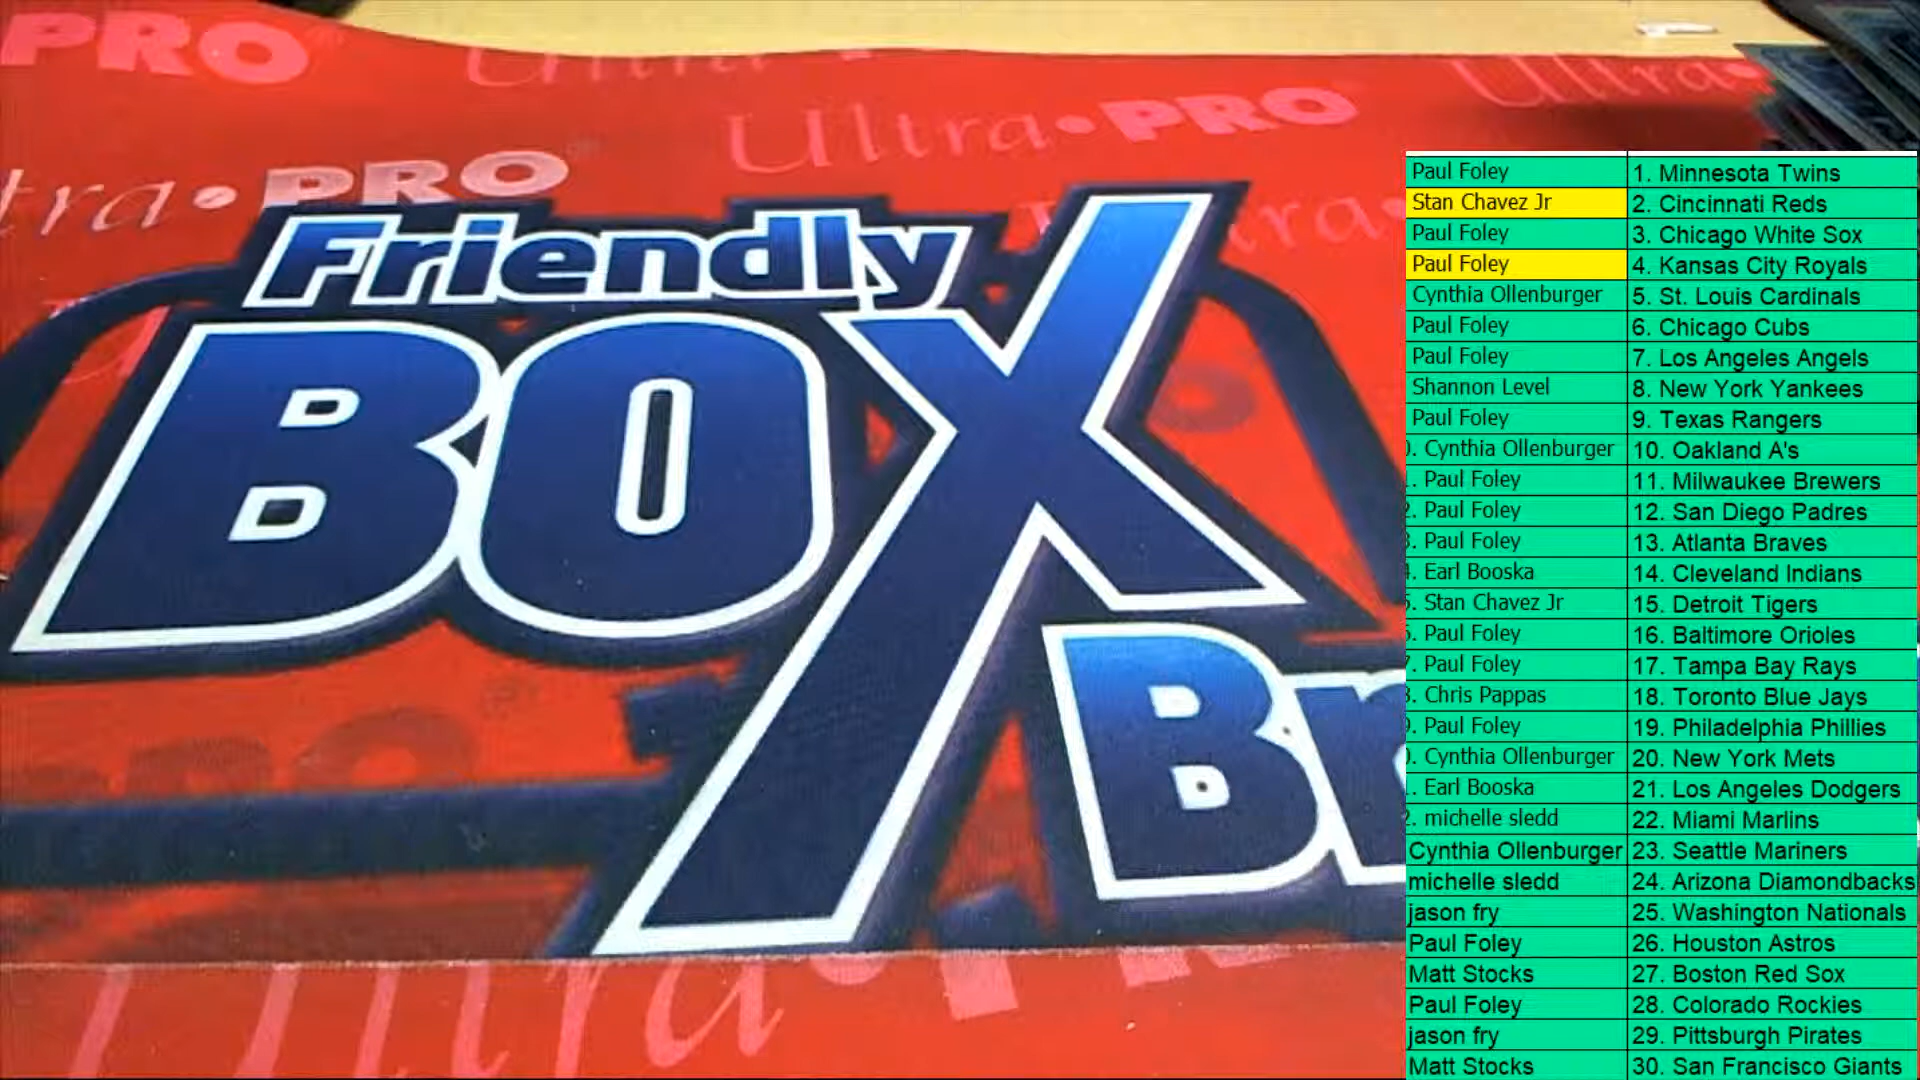 PRO
Ultra
Ultra•PRO
Ultra•
tra•PRO
Friendly
BOX
Paul Foley 1. Minnesota Twins
Stan Chavez Jr 2. Cincinnati Reds
Paul Foley 3. Chicago White Sox
Paul Foley 4. Kansas City Royals
Cynthia Ollenburger 5. St. Louis Cardinals
Paul Foley 6. Chicago Cubs
Paul Foley 7. Los Angeles Angels
Shannon Level 8. New York Yankees
Paul Foley 9. Texas Rangers
. Cynthia Ollenburger 10. Oakland A's
. Paul Foley 11. Milwaukee Brewers
. Paul Foley 12. San Diego Padres
. Paul Foley 13. Atlanta Braves
. Earl Booska 14. Cleveland Indians
. Stan Chavez Jr 15. Detroit Tigers
. Paul Foley 16. Baltimore Orioles
. Paul Foley 17. Tampa Bay Rays
. Chris Pappas 18. Toronto Blue Jays
. Paul Foley 19. Philadelphia Phillies
. Cynthia Ollenburger 20. New York Mets
. Earl Booska 21. Los Angeles Dodgers
. michelle sledd 22. Miami Marlins
Cynthia Ollenburger 23. Seattle Mariners
michelle sledd 24. Arizona Diamondbacks
jason fry 25. Washington Nationals
Paul Foley 26. Houston Astros
Matt Stocks 27. Boston Red Sox
Paul Foley 28. Colorado Rockies
jason fry 29. Pittsburgh Pirates
Matt Stocks 30. San Francisco Giants
Br
Ultra